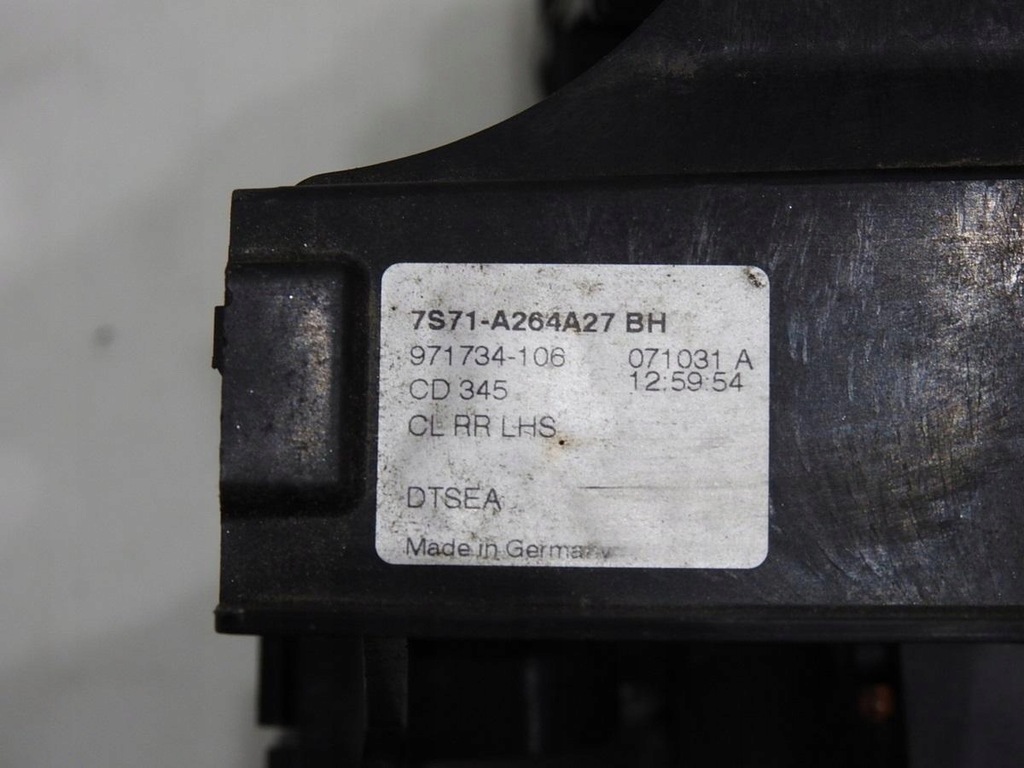 7S71-A264A27 BH
971734-106 071031 A
CD 345 12:59:54
CL RR LHS
DTSEA
Made in Germany